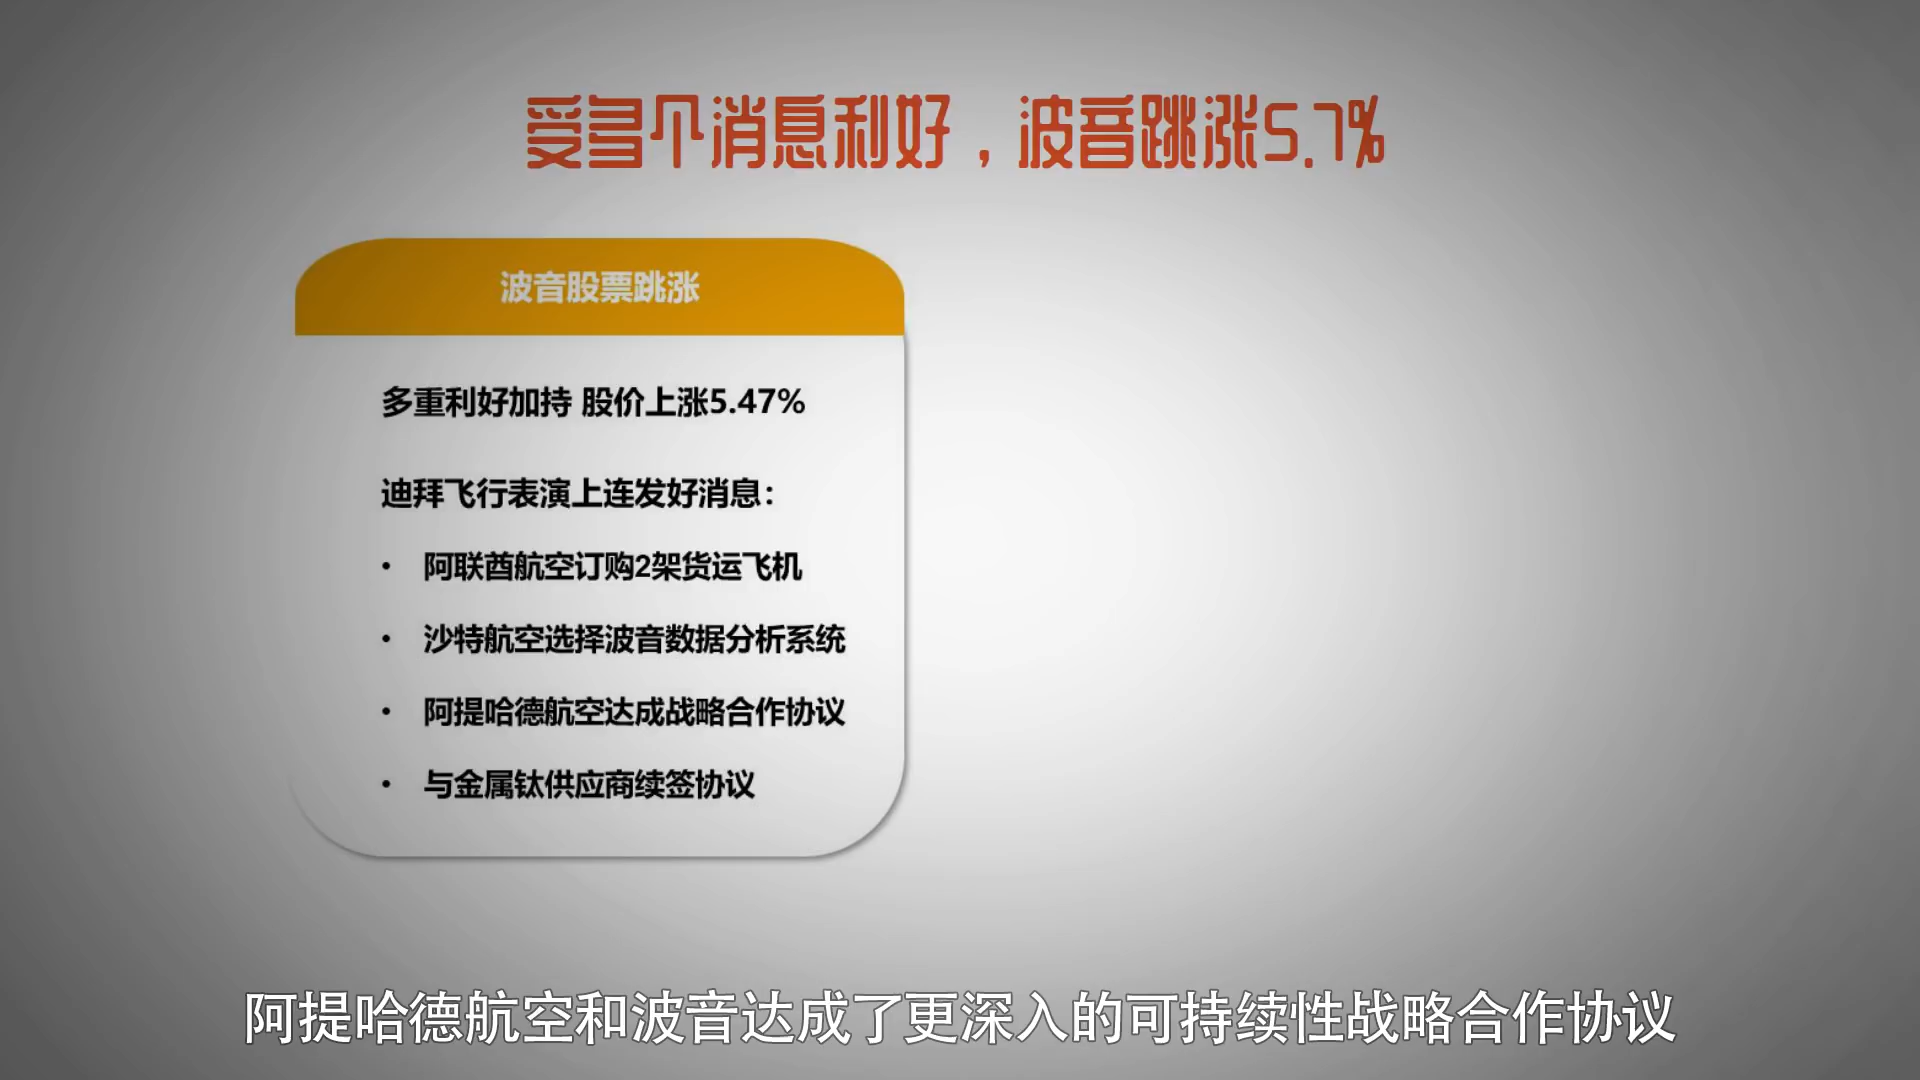 受多个消息利好，波音跳涨5.7%
波音股票跳涨
多重利好加持 股价上涨5.47%
迪拜飞行表演上连发好消息：
• 阿联酋航空订购2架货运飞机
• 沙特航空选择波音数据分析系统
• 阿提哈德航空达成战略合作协议
• 与金属钛供应商续签协议
阿提哈德航空和波音达成了更深入的可持续性战略合作协议